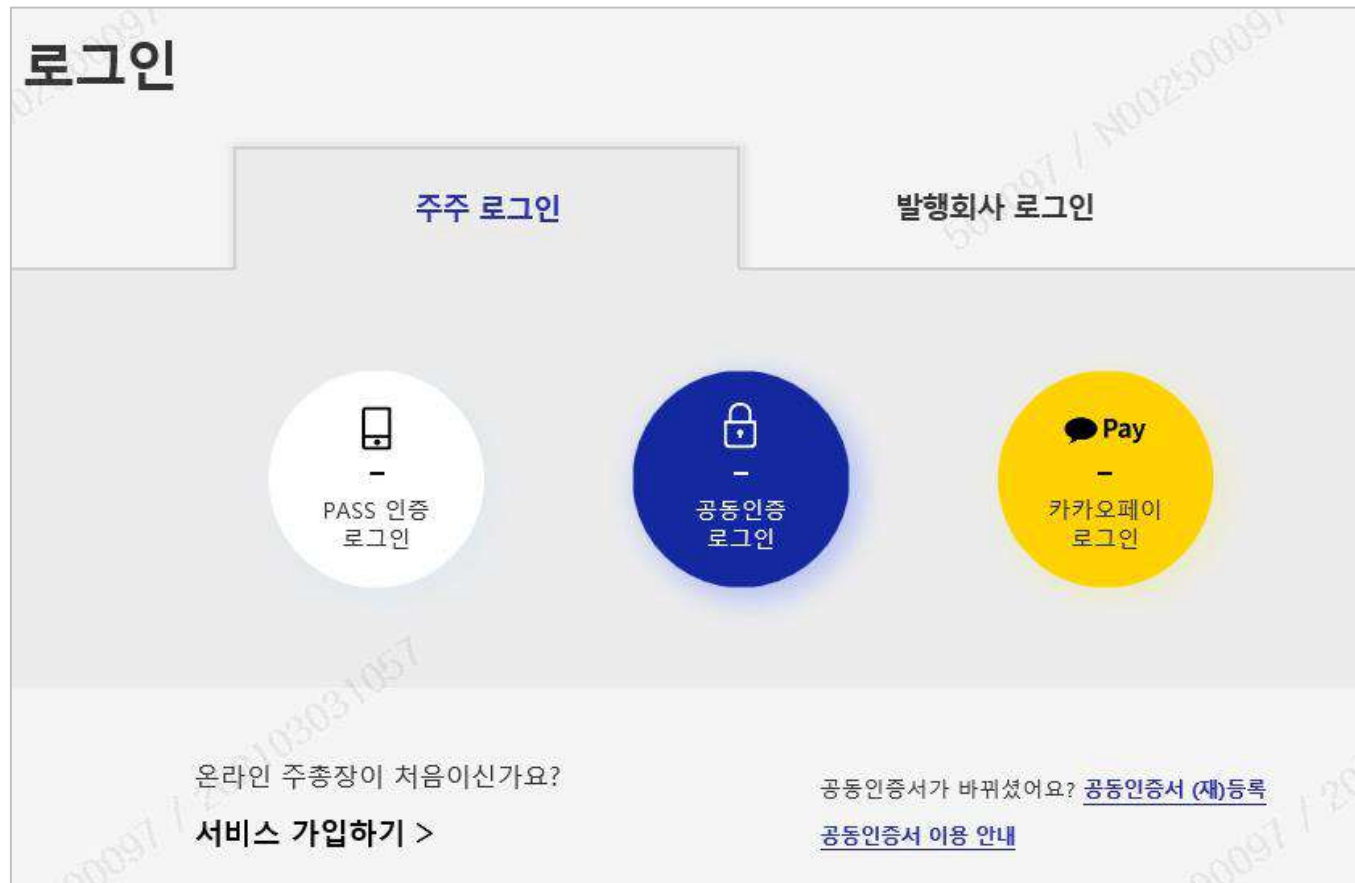 로그인
주주 로그인
발행회사 로그인
PASS 인증
로그인
공동인증
로그인
Pay
카카오페이
로그인
온라인 주총장이 처음이신가요?
서비스 가입하기 >
공동인증서가 바뀌셨어요? 공동인증서 (재)등록
공동인증서 이용 안내